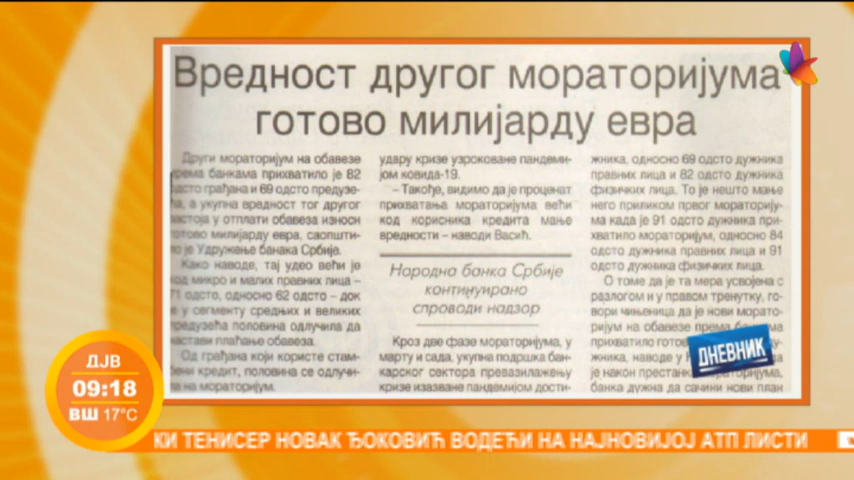 Вредност другог мораторијума
готово милијарду евра
Други мораторијум на обавезе
према банкама прихватило је 82
одсто грађана и 69 одсто предузе-
ћа, а укупна вредност тог другог
застоја у отплати обавеза износи
готово милијарду евра, саопшти-
ло је Удружење банака Србије.
Како наводе, тај удео већи је
код микро и малих правних лица –
71 одсто, односно 62 одсто – док
је у сегменту средњих и великих
предузећа половина одлучила да
настави плаћање обавеза.
Од грађана који користе стам-
бени кредит, половина се одлучи-
ла на мораторијум.
удару кризе узроковане пандеми-
јом ковида-19.
– Такође, видимо да је проценат
прихватања мораторијума већи
код корисника кредита мање
вредности – наводи Васић.
Народна банка Србије
континуирано
спроводи надзор
Кроз две фазе мораторијума, у
марту и сада, укупна подршка бан-
карског сектора превазилажењу
кризе изазване пандемијом дости-
жника, односно 69 одсто дужника
правних лица и 82 одсто дужника
физичких лица. То је нешто мање
него приликом првог мораторију-
ма када је 91 одсто дужника при-
хватило мораторијум, односно 84
одсто дужника правних лица и 91
одсто дужника физичких лица.
О томе да је та мера усвојена с
разлогом и у правом тренутку, го-
вори чињеница да је нови морато-
ријум на обавезе према банкама
прихватило готово
жника, наводе у
је након престанка мораторијума,
банка дужна да сачини нови план
ДНЕВНИК
ДЈВ
09:18
ВШ 17°C
КИ ТЕНИСЕР НОВАК ЂОКОВИЋ ВОДЕЋИ НА НАЈНОВИЈОЈ АТП ЛИСТИ